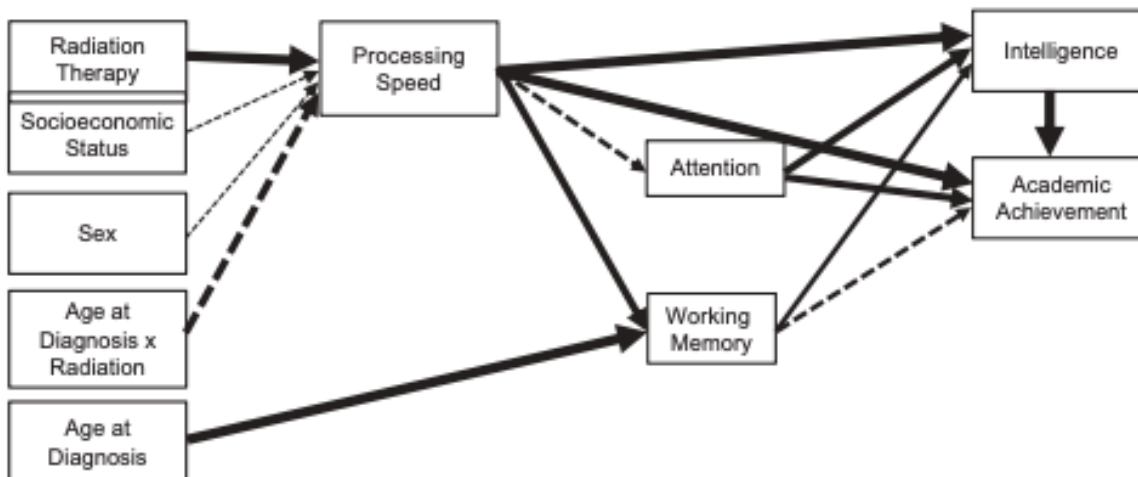 Radiation
Therapy
Socioeconomic
Status
Sex
Age at
Diagnosis x
Radiation
Age at
Diagnosis
Processing
Speed
Attention
Working
Memory
Intelligence
Academic
Achievement